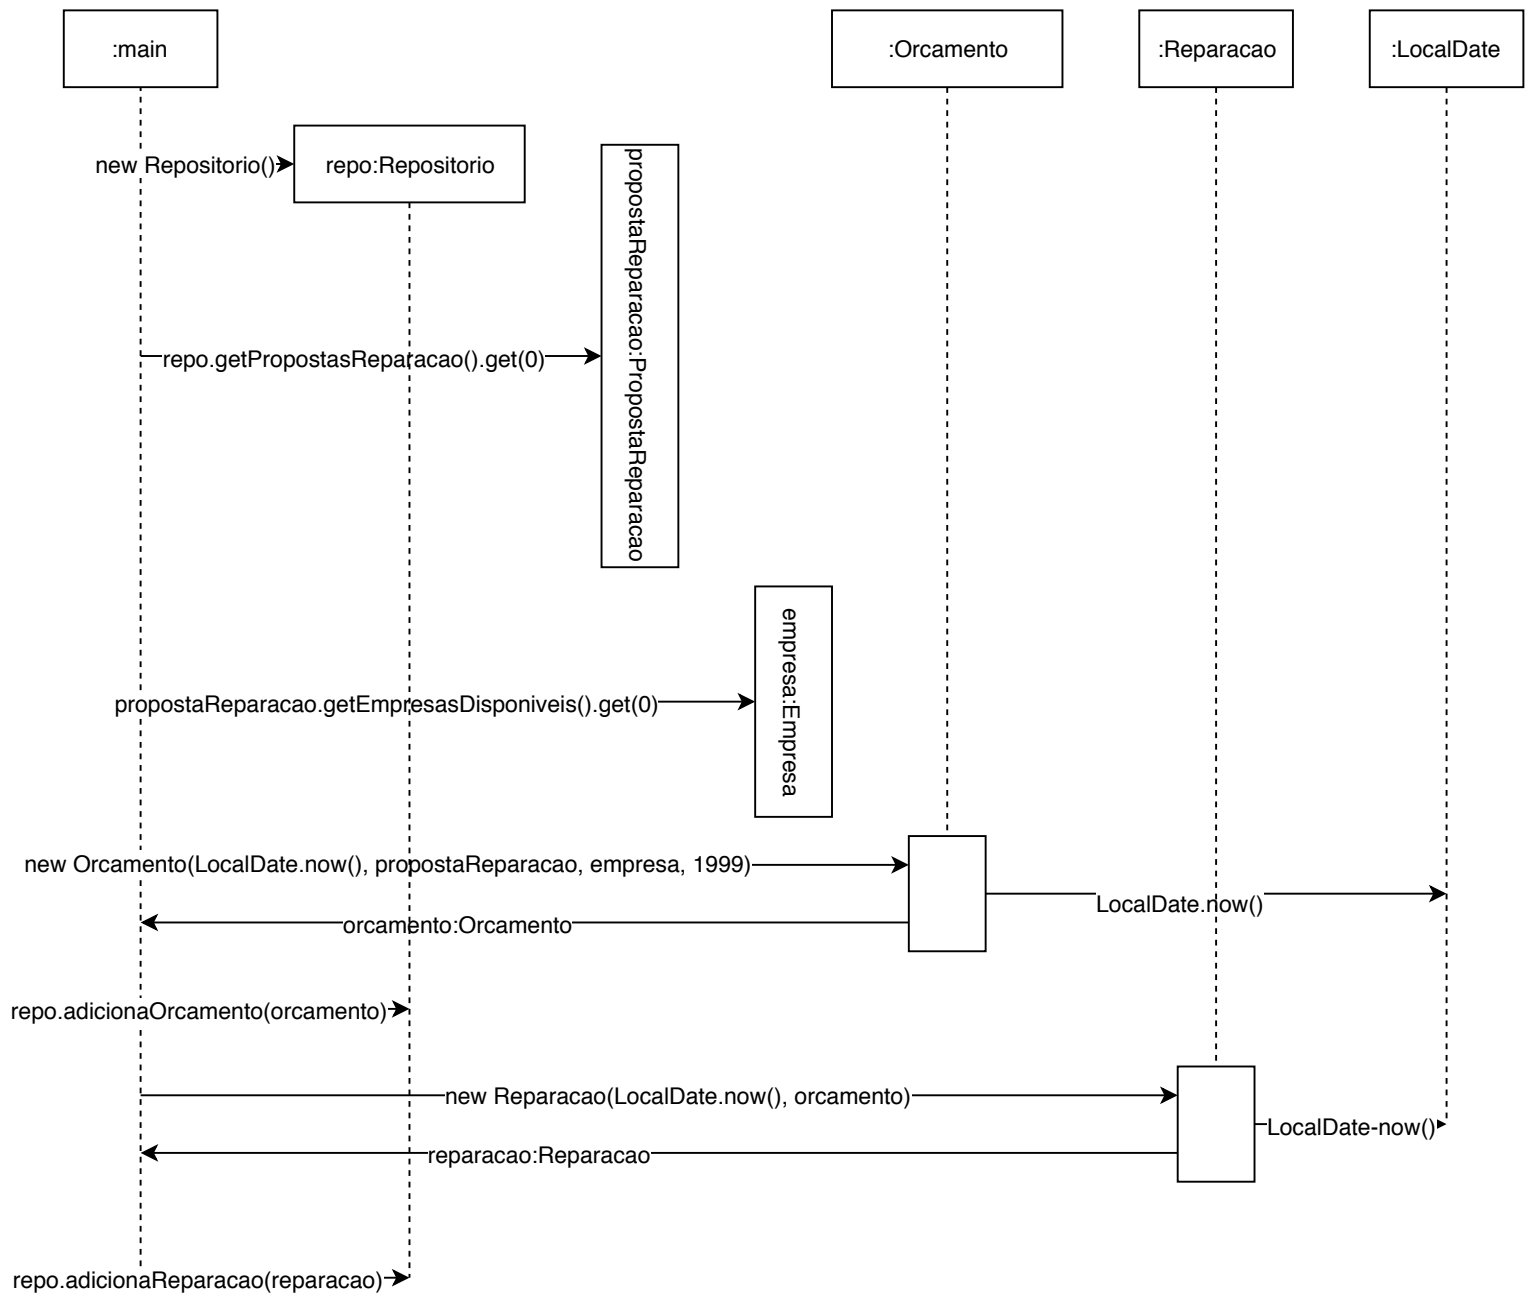 :main
:Orcamento
:Reparacao
:LocalDate
new Repositorio()
repo:Repositorio
propostaReparacao:PropostaReparacao
repo.getPropostasReparacao().get(0)
empresa:Empresa
propostaReparacao.getEmpresasDisponiveis().get(0)
new Orcamento(LocalDate.now(), propostaReparacao, empresa, 1999)
LocalDate.now()
orcamento:Orcamento
repo.adicionaOrcamento(orcamento)
new Reparacao(LocalDate.now(), orcamento)
LocalDate-now()
reparacao:Reparacao
repo.adicionaReparacao(reparacao)